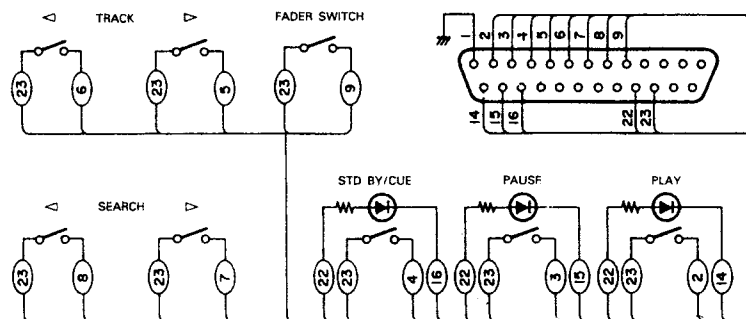 TRACK
FADER SWITCH
1 2 3 4 5 6 7 8 9
23 6 23 5 23 9
14 15 16 22 23
SEARCH
STD BY/CUE
PAUSE
PLAY
23 8 23 7 22 23 4 16 22 23 3 15 22 23 2 14